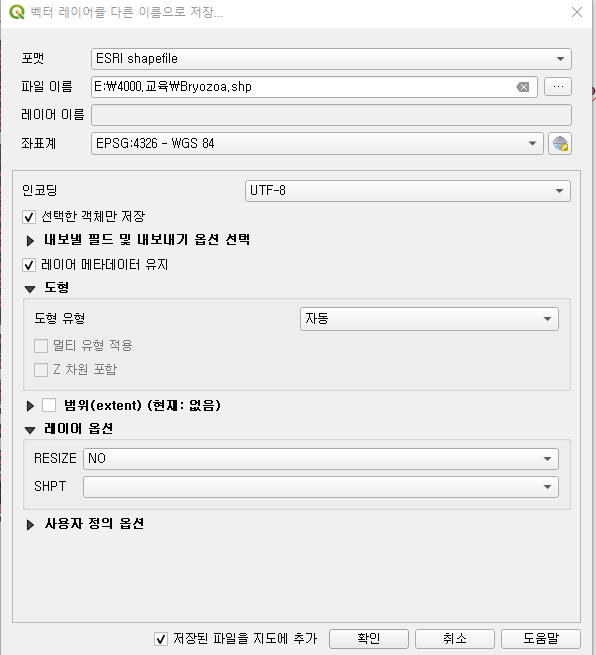 벡터 레이어를 다른 이름으로 저장...
포맷 ESRI shapefile
파일 이름 E:\4000.교육\Bryozoa.shp ...
레이어 이름
좌표계 EPSG:4326 - WGS 84
인코딩 UTF-8
선택한 객체만 저장
내보낼 필드 및 내보내기 옵션 선택
레이어 메타데이터 유지
도형
도형 유형 자동
멀티 유형 적용
Z 차원 포함
범위(extent) (현재: 없음)
레이어 옵션
RESIZE NO
SHPT
사용자 정의 옵션
저장된 파일을 지도에 추가 확인 취소 도움말